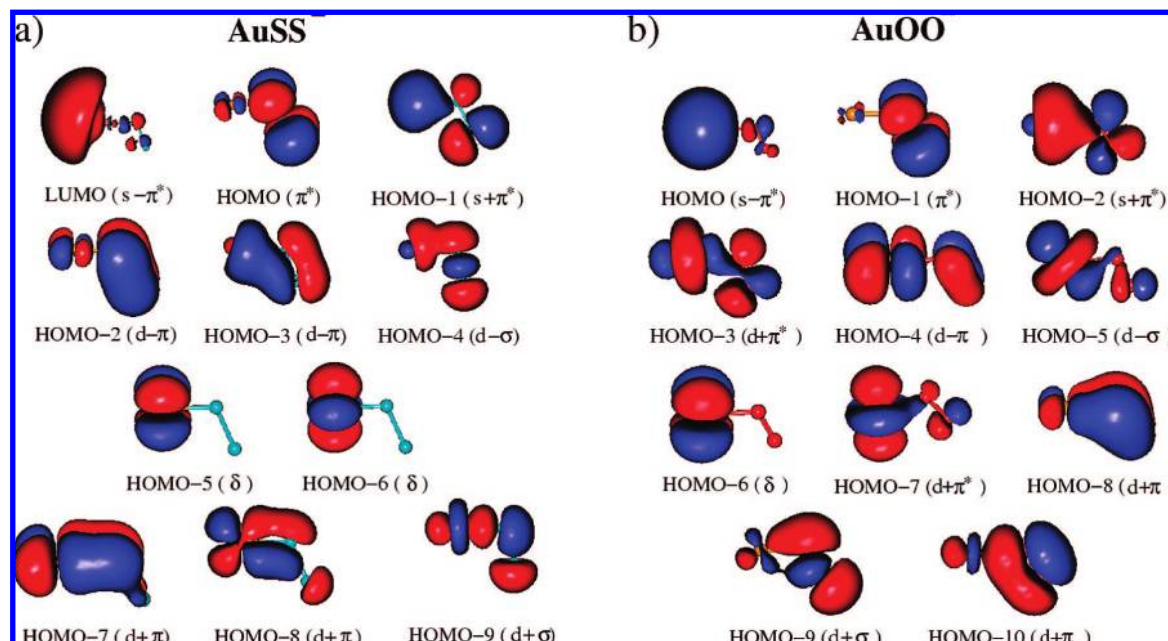 a) AuSS⁻ b) AuOO
LUMO (s−π*) HOMO (π*) HOMO−1 (s+π*) HOMO (s−π*) HOMO−1 (π*) HOMO−2 (s+π*)
HOMO−2 (d−π) HOMO−3 (d−π) HOMO−4 (d−σ) HOMO−3 (d+π*) HOMO−4 (d−π ) HOMO−5 (d−σ
HOMO−5 (δ) HOMO−6 (δ) HOMO−6 (δ) HOMO−7 (d+π*) HOMO−8 (d+π
HOMO−7 (d+π) HOMO−8 (d+π) HOMO−9 (d+σ) HOMO−9 (d+σ) HOMO−10 (d+π )